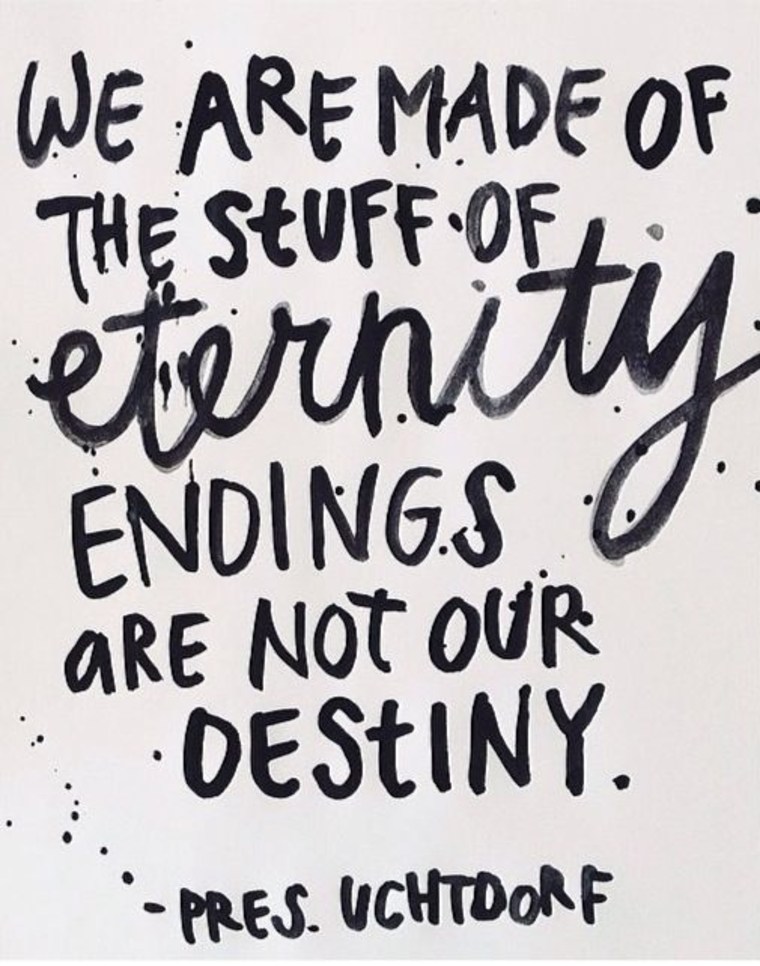 WE ARE MADE OF
THE StUFF OF
eternity
ENDINGS
aRE NOT OUR
DEStINY.
-PRES. UCHTDORF